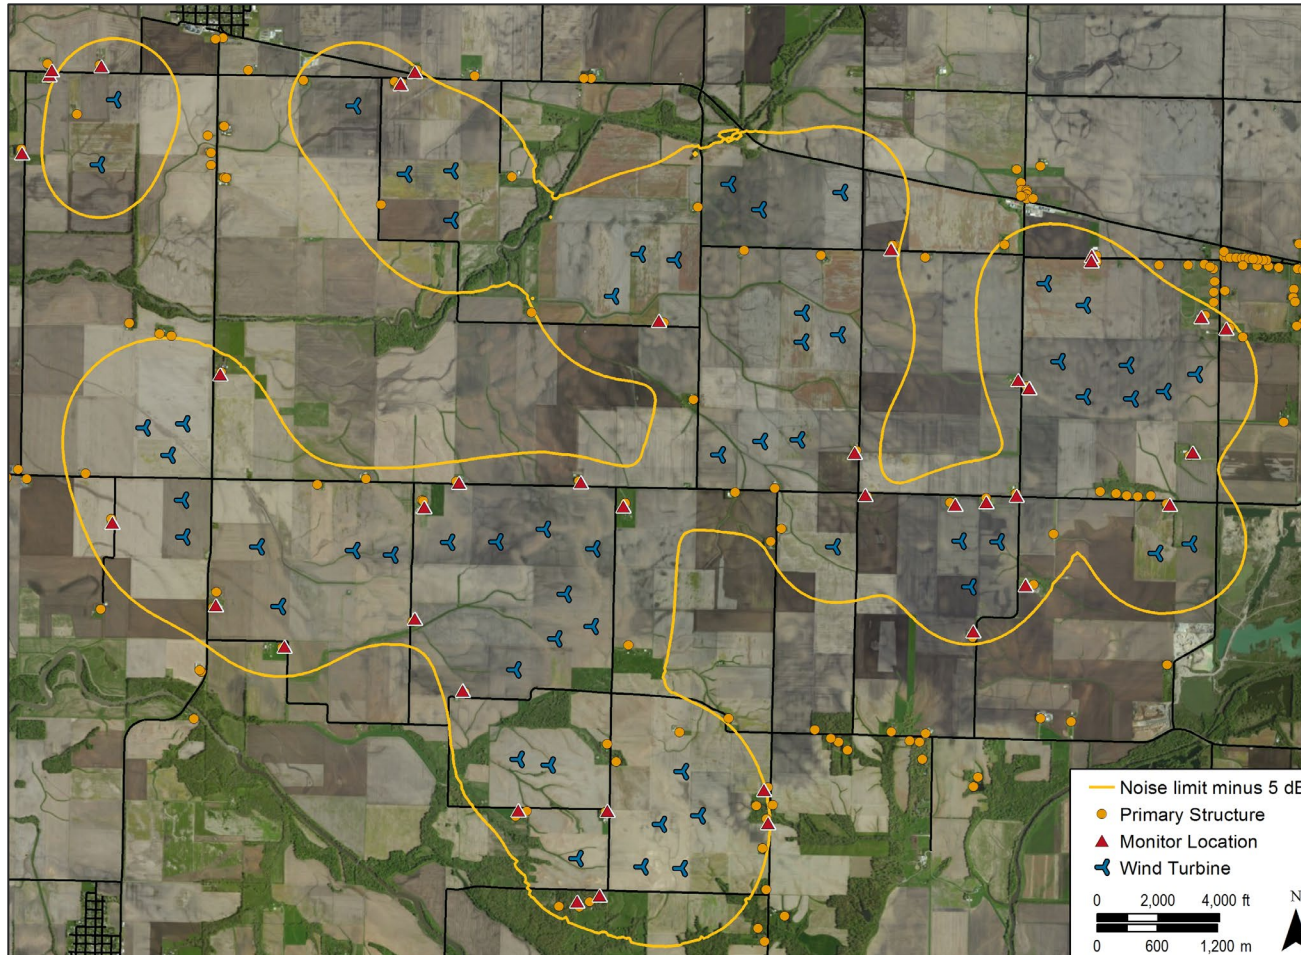 Noise limit minus 5 dB
Primary Structure
Monitor Location
Wind Turbine
0 2,000 4,000 ft
0 600 1,200 m
N